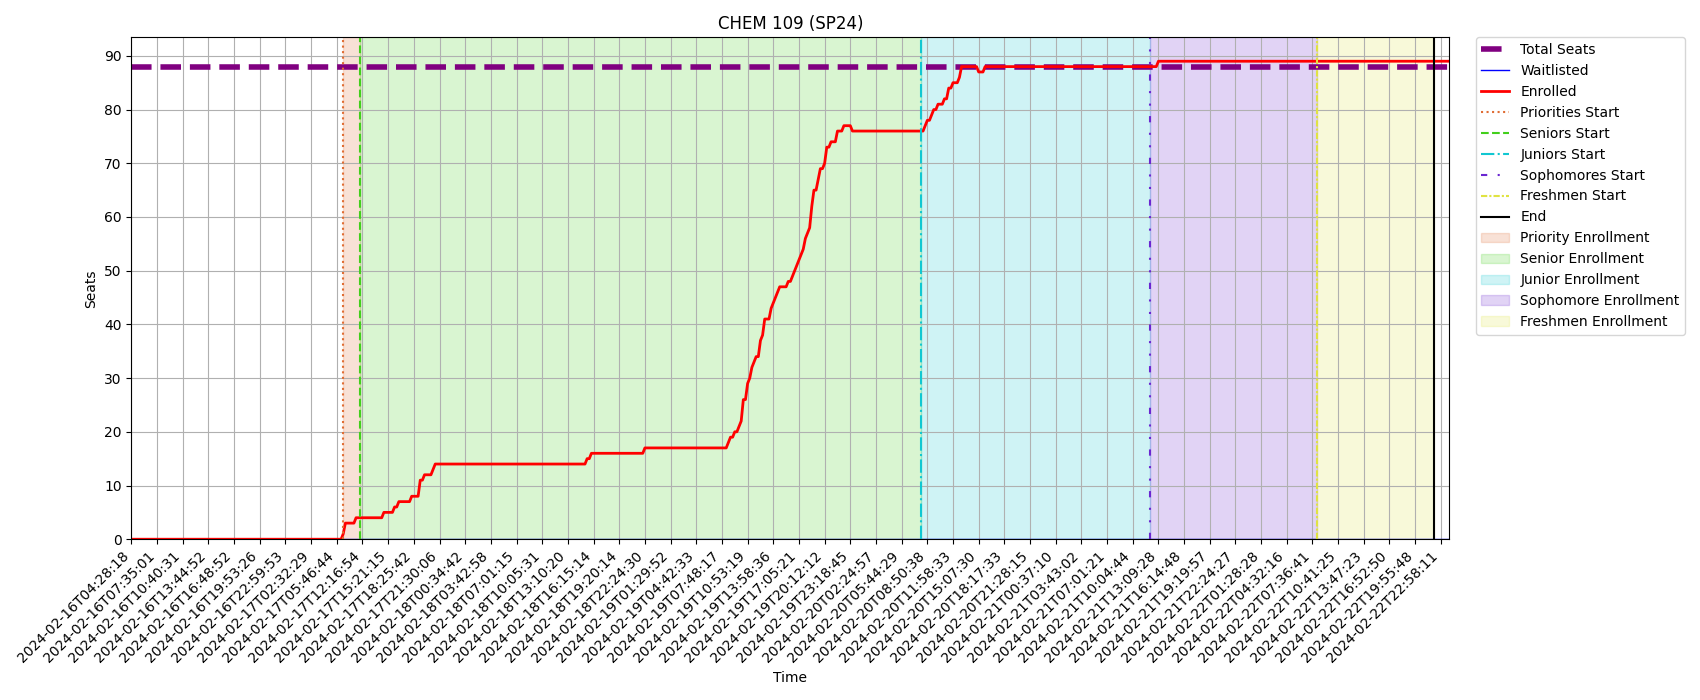 CHEM 109 (SP24)
Seats
90
80
70
60
50
40
30
20
10
0
2024-02-16T04:28:18
2024-02-16T07:35:01
2024-02-16T10:40:31
2024-02-16T13:44:52
2024-02-16T16:48:52
2024-02-16T19:53:26
2024-02-16T22:59:53
2024-02-17T02:32:29
2024-02-17T05:46:44
2024-02-17T12:16:54
2024-02-17T15:21:15
2024-02-17T18:25:42
2024-02-17T21:30:06
2024-02-18T00:34:42
2024-02-18T03:42:58
2024-02-18T07:01:15
2024-02-18T10:05:31
2024-02-18T13:10:20
2024-02-18T16:15:14
2024-02-18T19:20:14
2024-02-18T22:24:30
2024-02-19T01:29:52
2024-02-19T04:42:33
2024-02-19T07:48:17
2024-02-19T10:53:19
2024-02-19T13:58:36
2024-02-19T17:05:21
2024-02-19T20:12:12
2024-02-19T23:18:45
2024-02-20T02:24:57
2024-02-20T05:44:29
2024-02-20T08:50:38
2024-02-20T11:58:33
2024-02-20T15:07:30
2024-02-20T18:17:33
2024-02-20T21:28:15
2024-02-21T00:37:10
2024-02-21T03:43:02
2024-02-21T07:01:21
2024-02-21T10:04:44
2024-02-21T13:09:28
2024-02-21T16:14:48
2024-02-21T19:19:57
2024-02-21T22:24:27
2024-02-22T01:28:28
2024-02-22T04:32:16
2024-02-22T07:36:41
2024-02-22T10:41:25
2024-02-22T13:47:23
2024-02-22T16:52:50
2024-02-22T19:55:48
2024-02-22T22:58:11
Time
Total Seats
Waitlisted
Enrolled
Priorities Start
Seniors Start
Juniors Start
Sophomores Start
Freshmen Start
End
Priority Enrollment
Senior Enrollment
Junior Enrollment
Sophomore Enrollment
Freshmen Enrollment